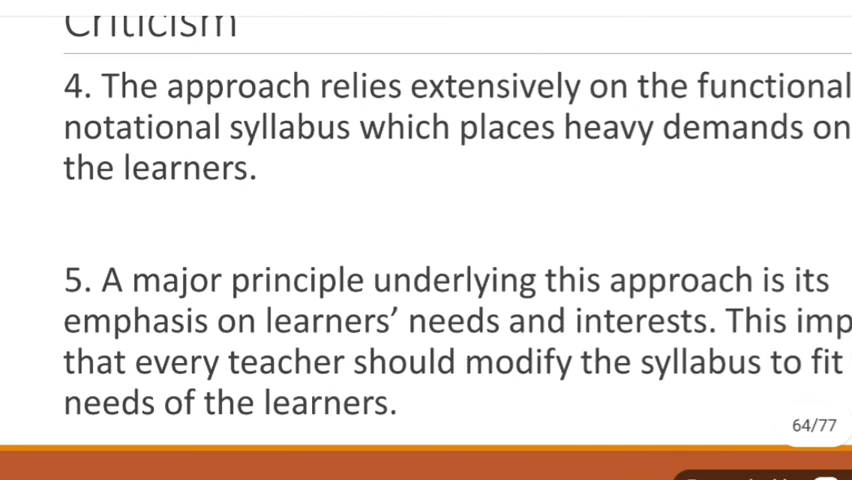 Criticism
4. The approach relies extensively on the functional
notational syllabus which places heavy demands on
the learners.
5. A major principle underlying this approach is its
emphasis on learners’ needs and interests. This
that every teacher should modify the syllabus to fit
needs of the learners.
64/77